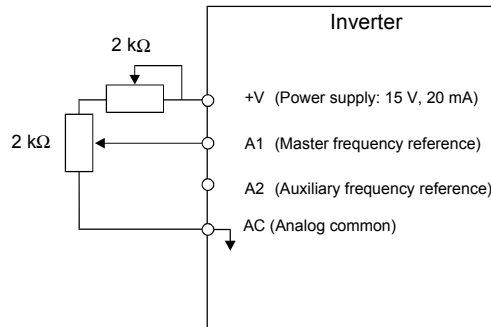 Inverter
2 kΩ
+V (Power supply: 15 V, 20 mA)
2 kΩ
A1 (Master frequency reference)
A2 (Auxiliary frequency reference)
AC (Analog common)